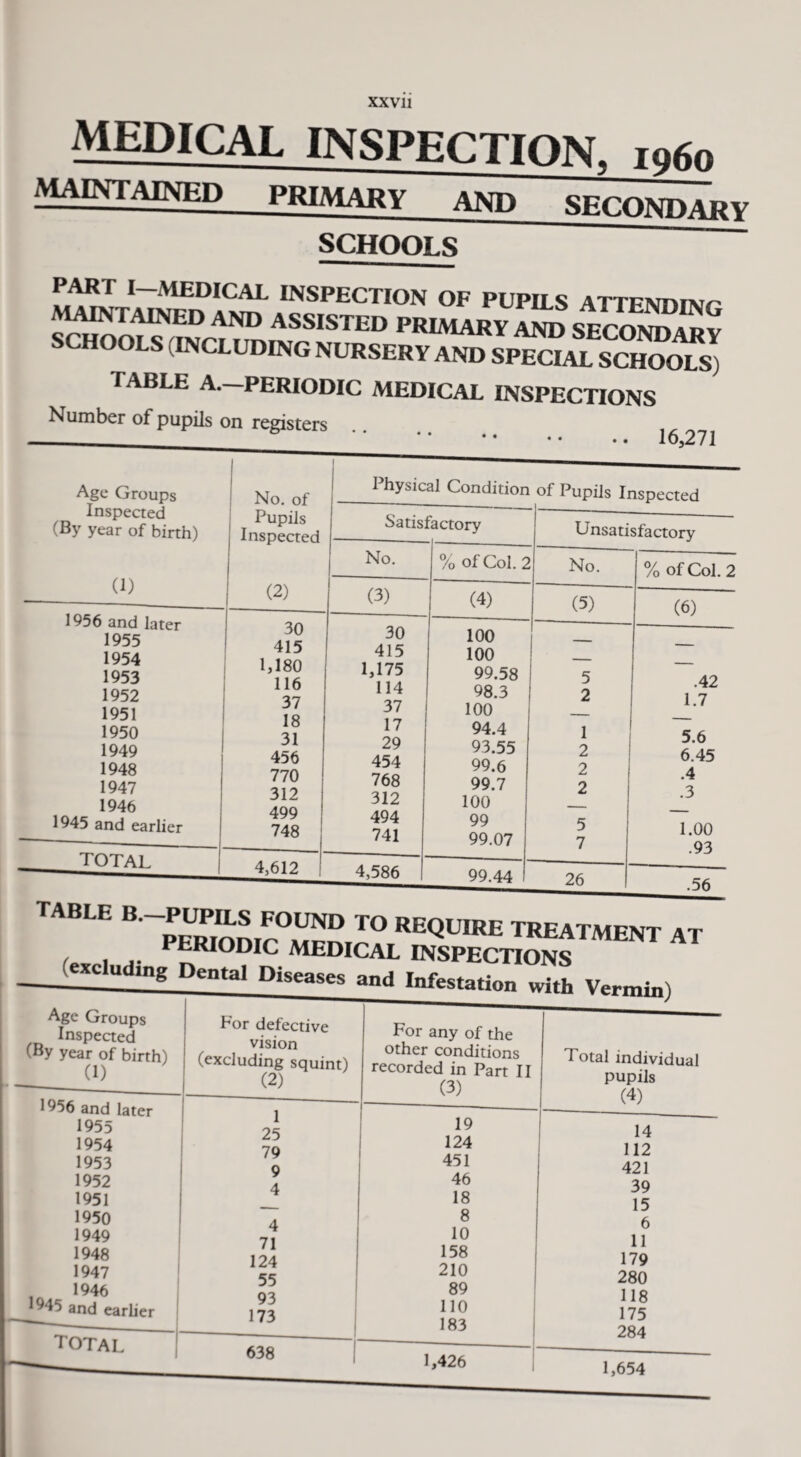 xxvii
MEDICAL INSPECTION, 1960
MAINTAINED PRIMARY AND SECONDARY
SCHOOLS
PART I—MEDICAL INSPECTION OF PUPILS ATTENDING
MAINTAINED AND ASSISTED PRIMARY AND SECONDARY
SCHOOLS (INCLUDING NURSERY AND SPECIAL SCHOOLS)
TABLE A.—PERIODIC MEDICAL INSPECTIONS
Number of pupils on registers .. .. .. .. .. 16,271
Age Groups Inspected (By year of birth) | No. of Pupils Inspected | Physical Condition of Pupils Inspected
Satisfactory | Unsatisfactory
No. | % of Col. 2 | No. | % of Col. 2
(1) | (2) | (3) | (4) | (5) | (6)
1956 and later | 30 | 30 | 100 | — | —
1955 | 415 | 415 | 100 | — | —
1954 | 1,180 | 1,175 | 99.58 | 5 | .42
1953 | 116 | 114 | 98.3 | 2 | 1.7
1952 | 37 | 37 | 100 | — | —
1951 | 18 | 17 | 94.4 | 1 | 5.6
1950 | 31 | 29 | 93.55 | 2 | 6.45
1949 | 456 | 454 | 99.6 | 2 | .4
1948 | 770 | 768 | 99.7 | 2 | .3
1947 | 312 | 312 | 100 | — | —
1946 | 499 | 494 | 99 | 5 | 1.00
1945 and earlier | 748 | 741 | 99.07 | 7 | .93
TOTAL | 4,612 | 4,586 | 99.44 | 26 | .56
TABLE B.—PUPILS FOUND TO REQUIRE TREATMENT AT
PERIODIC MEDICAL INSPECTIONS
(excluding Dental Diseases and Infestation with Vermin)
Age Groups Inspected (By year of birth) (1) | For defective vision (excluding squint) (2) | For any of the other conditions recorded in Part II (3) | Total individual pupils (4)
1956 and later | 1 | 19 | 14
1955 | 25 | 124 | 112
1954 | 79 | 451 | 421
1953 | 9 | 46 | 39
1952 | 4 | 18 | 15
1951 | — | 8 | 6
1950 | 4 | 10 | 11
1949 | 71 | 158 | 179
1948 | 124 | 210 | 280
1947 | 55 | 89 | 118
1946 | 93 | 110 | 175
1945 and earlier | 173 | 183 | 284
TOTAL | 638 | 1,426 | 1,654